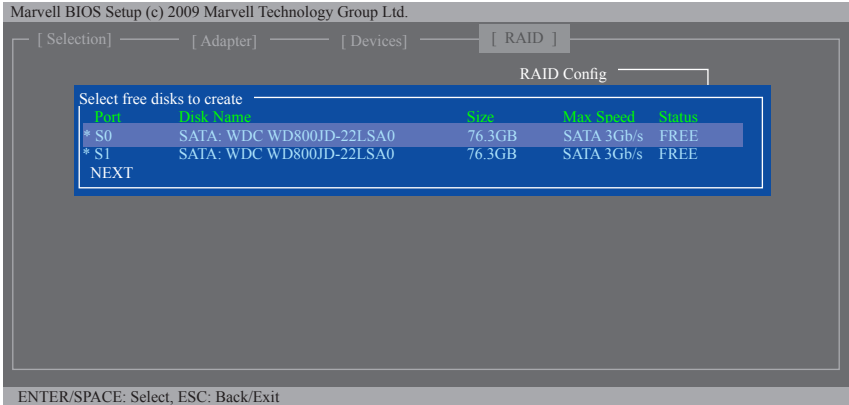 Marvell BIOS Setup (c) 2009 Marvell Technology Group Ltd.
[ Selection] [ Adapter] [ Devices] [ RAID ]
RAID Config
Select free disks to create
Port Disk Name Size Max Speed Status
* S0 SATA: WDC WD800JD-22LSA0 76.3GB SATA 3Gb/s FREE
* S1 SATA: WDC WD800JD-22LSA0 76.3GB SATA 3Gb/s FREE
NEXT
ENTER/SPACE: Select, ESC: Back/Exit